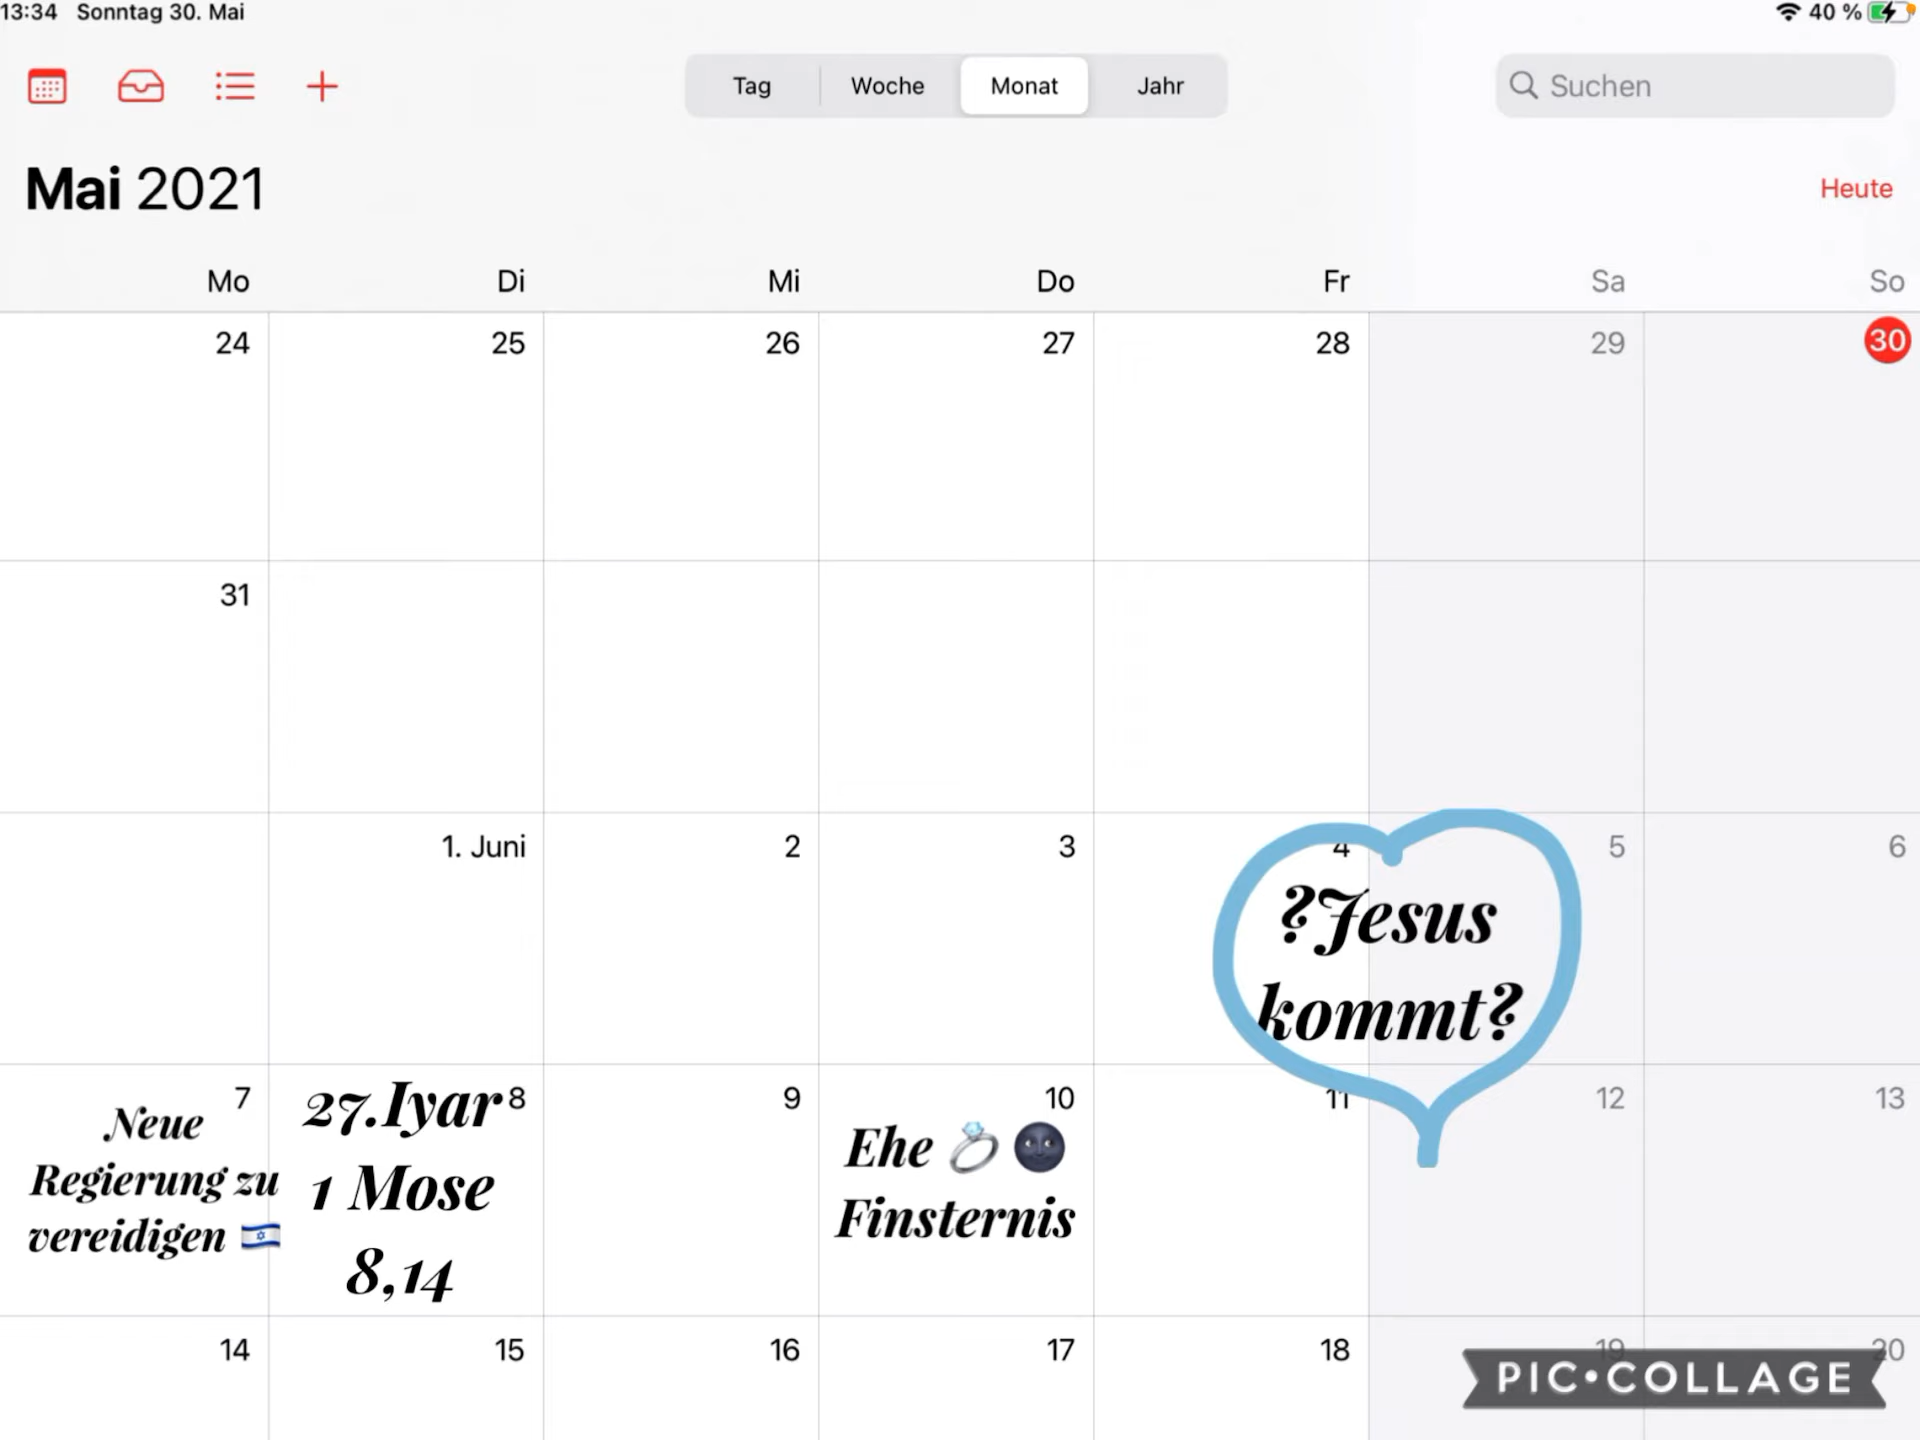 13:34 Sonntag 30. Mai 40 %
Tag Woche Monat Jahr Suchen
Mai 2021 Heute
Mo Di Mi Do Fr Sa So
24 25 26 27 28 29 30
31
1. Juni 2 3 4 5 6
?Jesus
kommt?
7 8 9 10 11 12 13
Neue
Regierung zu
vereidigen
27.Iyar
1 Mose
8,14
Ehe
Finsternis
14 15 16 17 18 19 20
PIC•COLLAGE